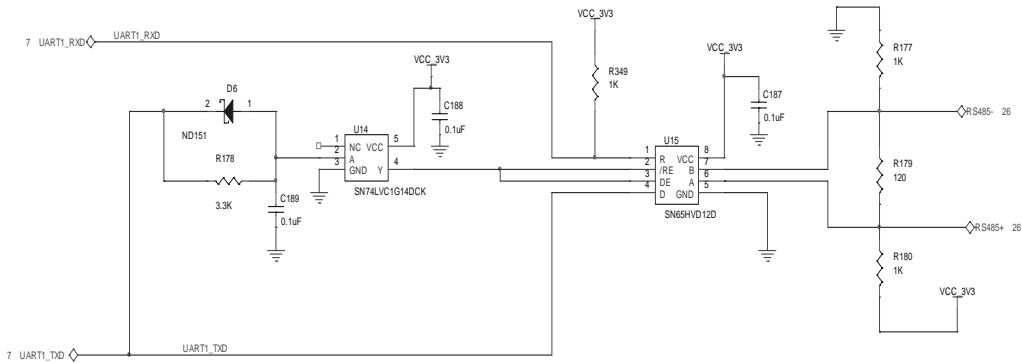 VCC_3V3
7 UART1_RXD
UART1_RXD
R177
1K
R349
1K
VCC_3V3
VCC_3V3
D6
2 1
ND151
C188
0.1uF
C187
0.1uF
RS485- 26
U14
1 NC VCC 5
2 A
3 GND Y 4
SN74LVC1G14DCK
U15
1 R VCC 8
2 /RE B 7
3 DE A 6
4 D GND 5
SN65HVD12D
R178
3.3K
R179
120
C189
0.1uF
RS485+ 26
R180
1K
VCC_3V3
7 UART1_TXD
UART1_TXD